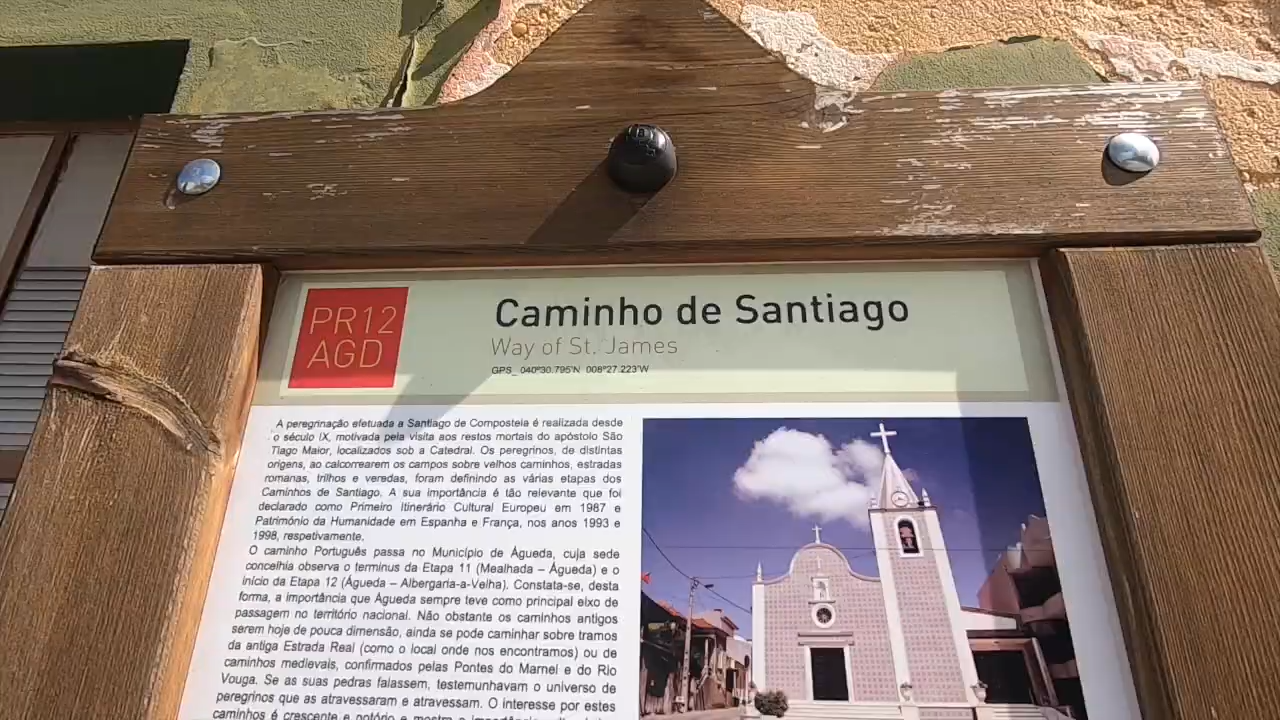 PR12
AGD
Caminho de Santiago
Way of St. James
GPS_ 040º30.795'N 008º27.223'W
A peregrinação efetuada a Santiago de Compostela é realizada desde
o século IX, motivada pela visita aos restos mortais do apóstolo São
Tiago Maior, localizados sob a Catedral. Os peregrinos, de distintas
origens, ao calcorrearem os campos sobre velhos caminhos, estradas
romanas, trilhos e veredas, foram definindo as várias etapas dos
Caminhos de Santiago. A sua importância é tão relevante que foi
declarado como Primeiro Itinerário Cultural Europeu em 1987 e
Património da Humanidade em Espanha e França, nos anos 1993 e
1998, respetivamente.
O caminho Português passa no Município de Águeda, cuja sede
concelhia observa o terminus da Etapa 11 (Mealhada – Águeda) e o
início da Etapa 12 (Águeda – Albergaria-a-Velha). Constata-se, desta
forma, a importância que Águeda sempre teve como principal eixo de
passagem no território nacional. Não obstante os caminhos antigos
serem hoje de pouca dimensão, ainda se pode caminhar sobre tramos
da antiga Estrada Real (como o local onde nos encontramos) ou de
caminhos medievais, confirmados pelas Pontes do Marnel e do Rio
Vouga. Se as suas pedras falassem, testemunhavam o universo de
peregrinos que as atravessaram e atravessam. O interesse por estes
caminhos é crescente e notório e mostra a importância